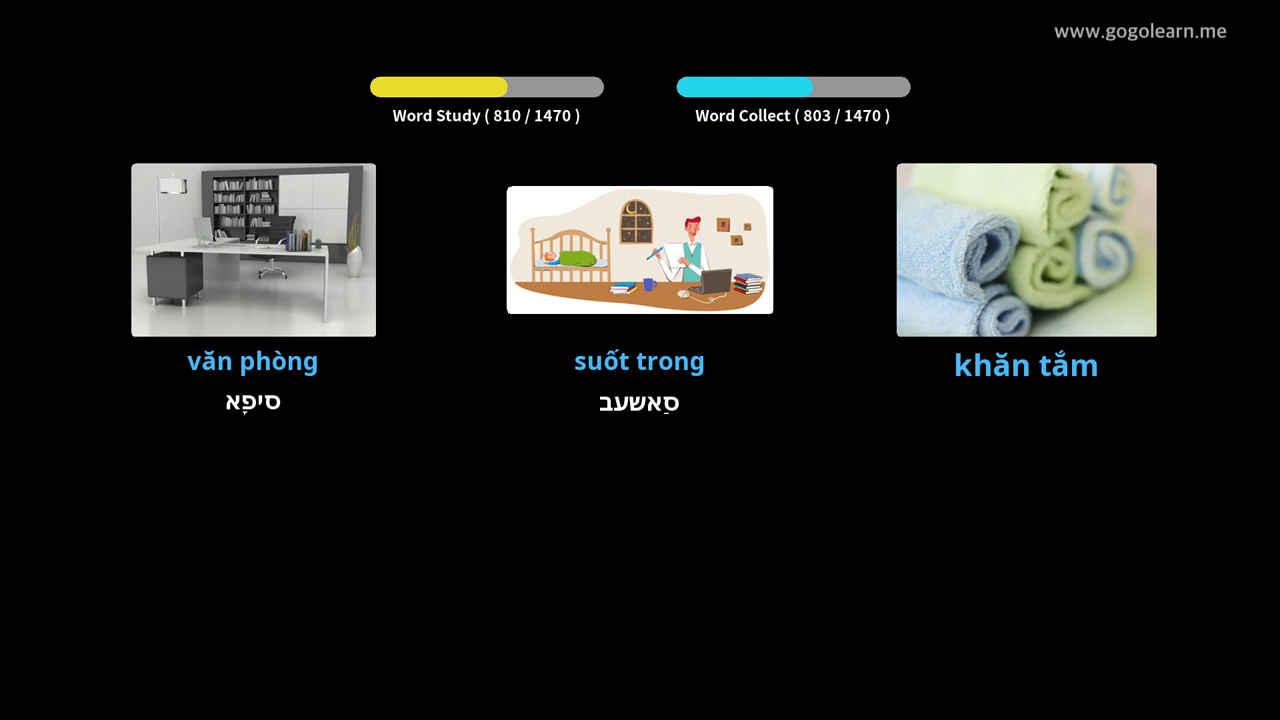 www.gogolearn.me
Word Study ( 810 / 1470 )
Word Collect ( 803 / 1470 )
văn phòng
סיפָא
suốt trong
סַאשעב
khăn tắm